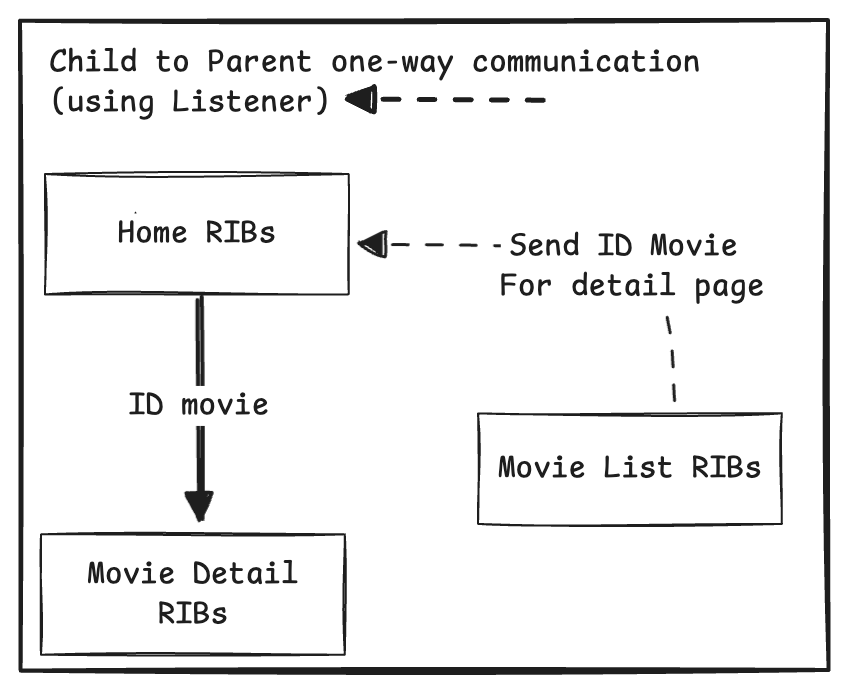 Child to Parent one-way communication
(using Listener)
Home RIBs
Send ID Movie
For detail page
ID movie
Movie List RIBs
Movie Detail
RIBs